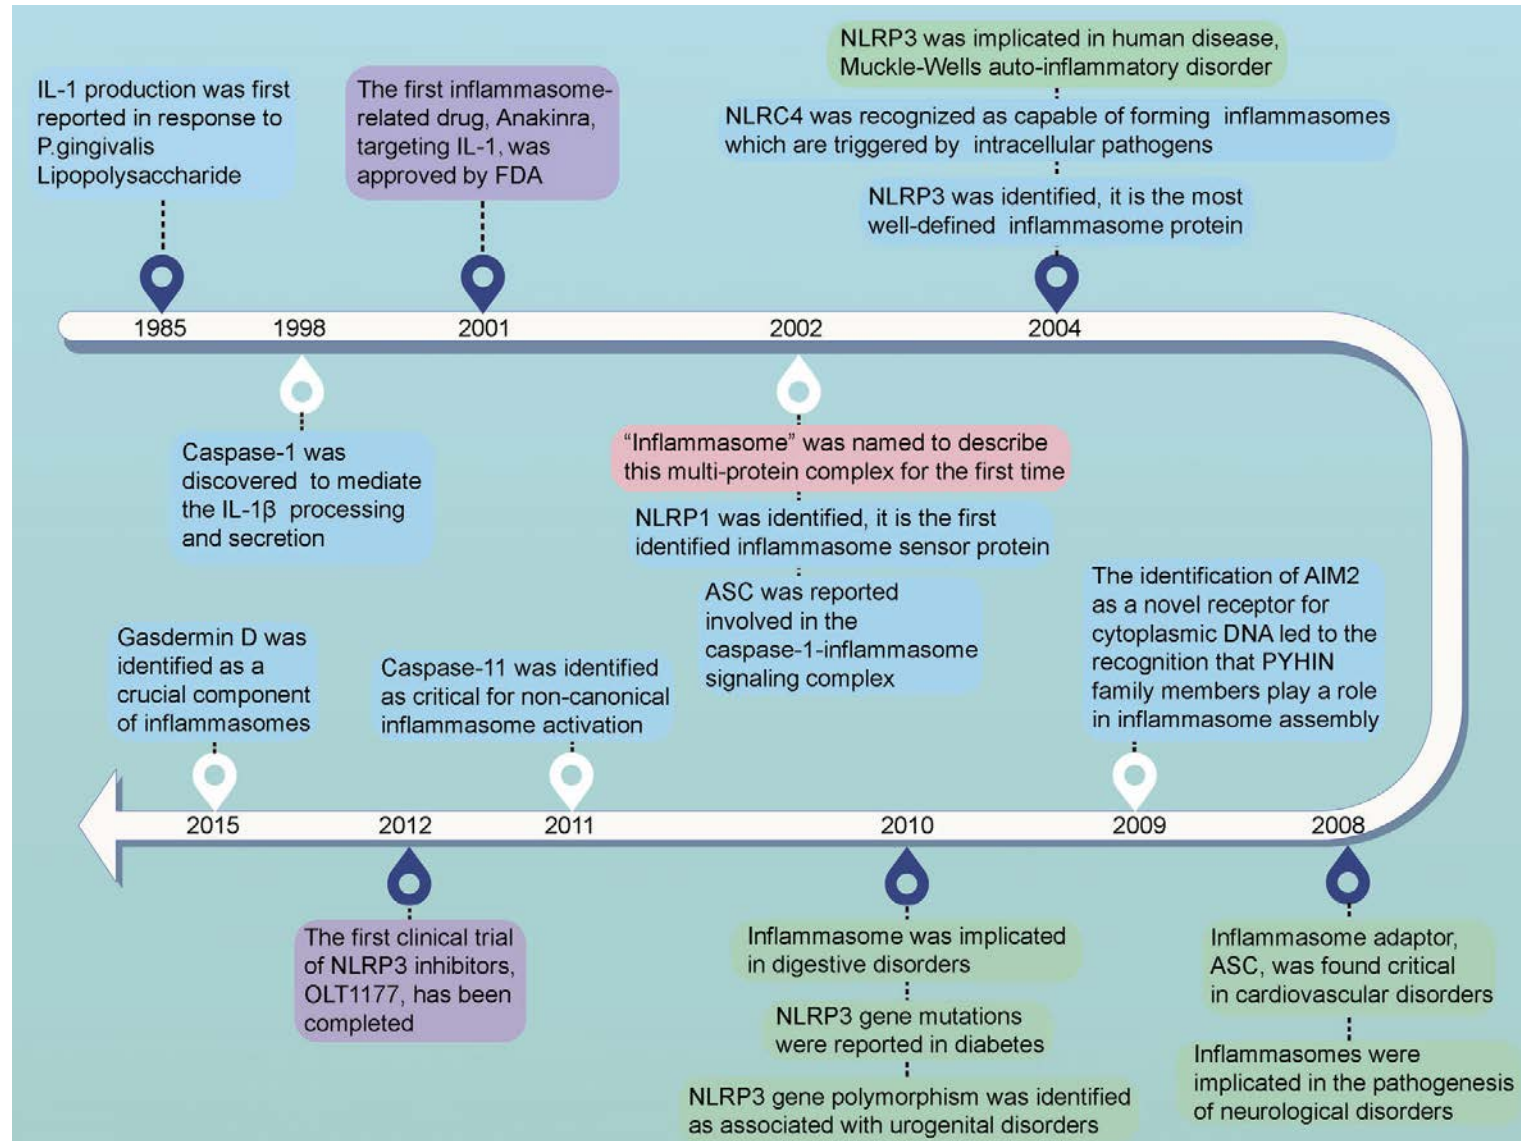 IL-1 production was first
reported in response to
P.gingivalis
Lipopolysaccharide
The first inflammasome-
related drug, Anakinra,
targeting IL-1, was
approved by FDA
NLRP3 was implicated in human disease,
Muckle-Wells auto-inflammatory disorder
NLRC4 was recognized as capable of forming inflammasomes
which are triggered by intracellular pathogens
NLRP3 was identified, it is the most
well-defined inflammasome protein
1985
1998
2001
2002
2004
Caspase-1 was
discovered to mediate
the IL-1β processing
and secretion
“Inflammasome” was named to describe
this multi-protein complex for the first time
NLRP1 was identified, it is the first
identified inflammasome sensor protein
ASC was reported
involved in the
caspase-1-inflammasome
signaling complex
The identification of AIM2
as a novel receptor for
cytoplasmic DNA led to the
recognition that PYHIN
family members play a role
in inflammasome assembly
Gasdermin D was
identified as a
crucial component
of inflammasomes
Caspase-11 was identified
as critical for non-canonical
inflammasome activation
2015
2012
2011
2010
2009
2008
The first clinical trial
of NLRP3 inhibitors,
OLT1177, has been
completed
Inflammasome was implicated
in digestive disorders
NLRP3 gene mutations
were reported in diabetes
NLRP3 gene polymorphism was identified
as associated with urogenital disorders
Inflammasome adaptor,
ASC, was found critical
in cardiovascular disorders
Inflammasomes were
implicated in the pathogenesis
of neurological disorders